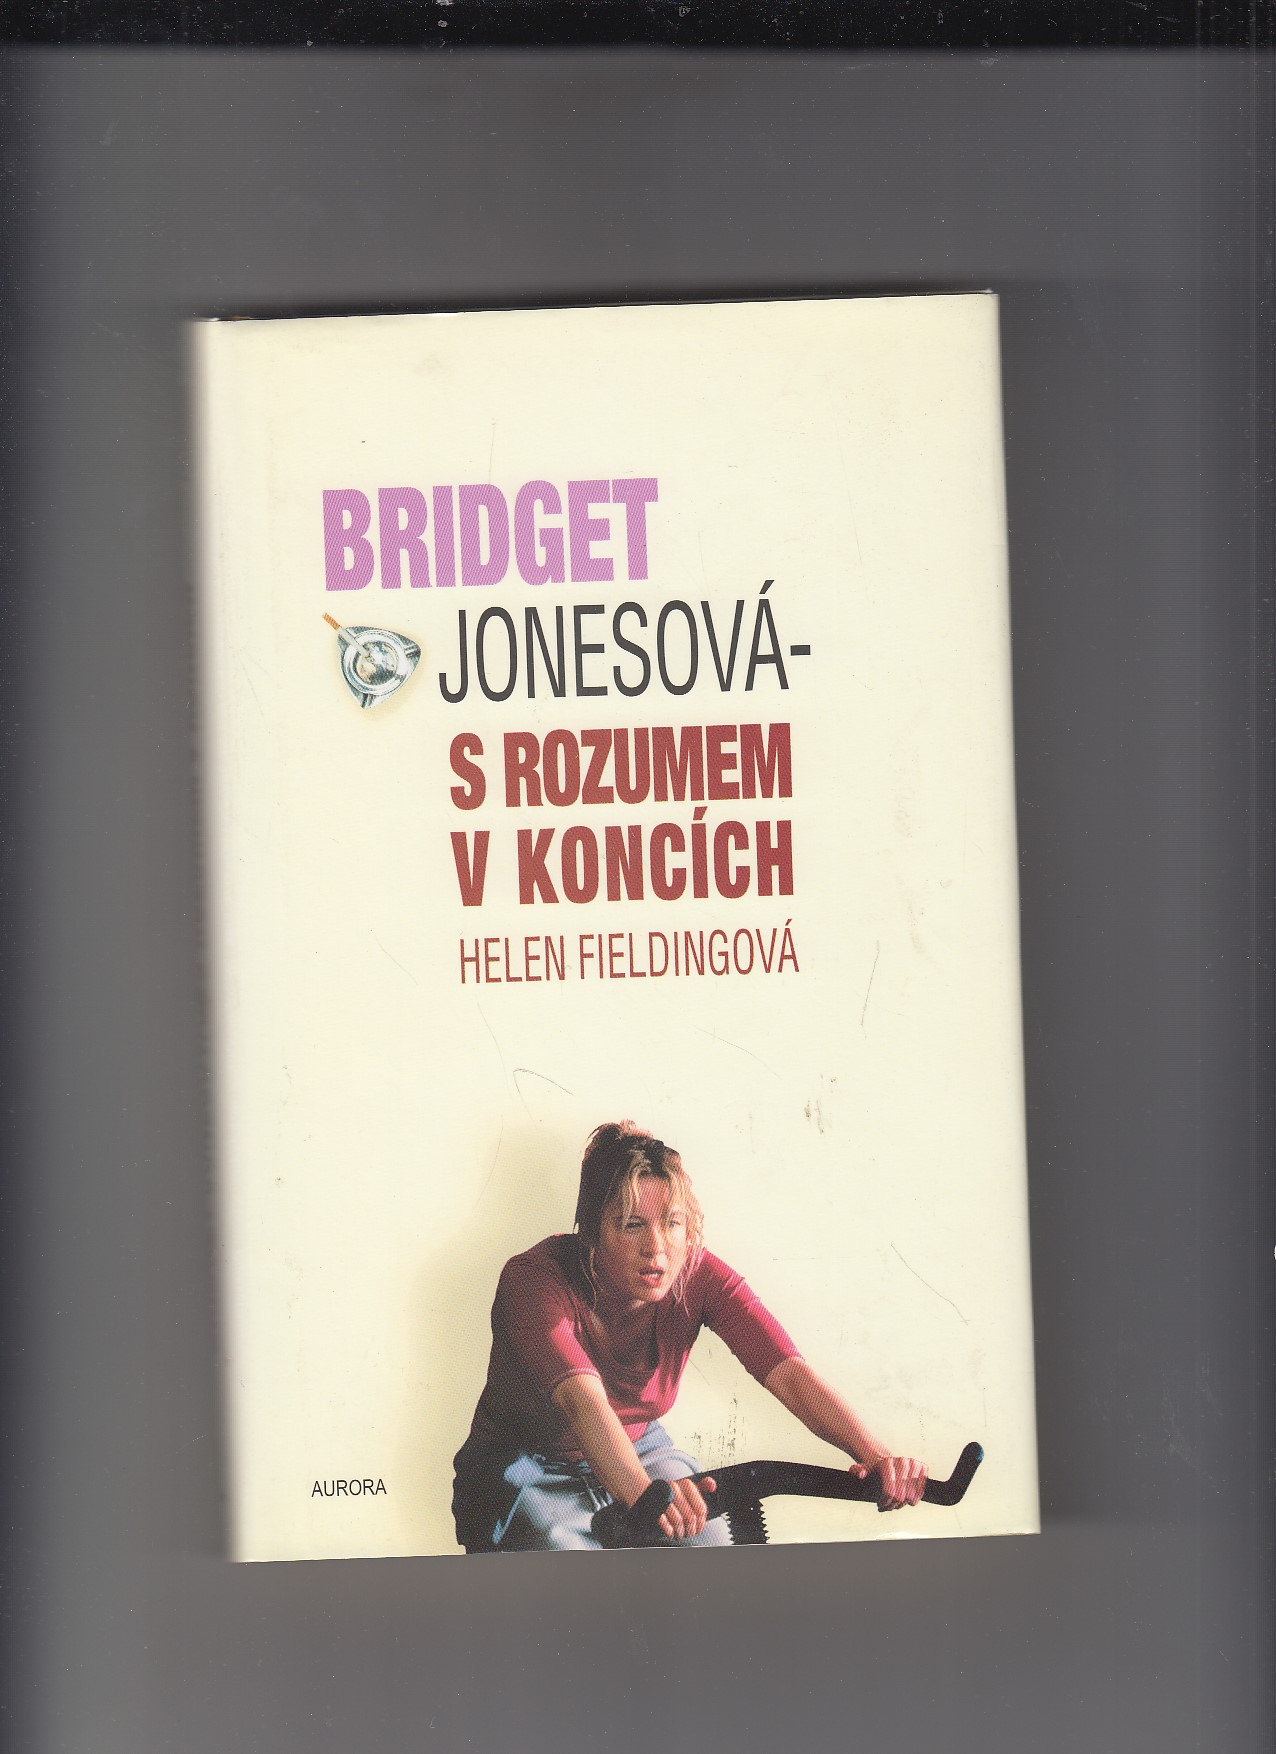 BRIDGET
JONESOVÁ-
S ROZUMEM
V KONCÍCH
HELEN FIELDINGOVÁ
AURORA